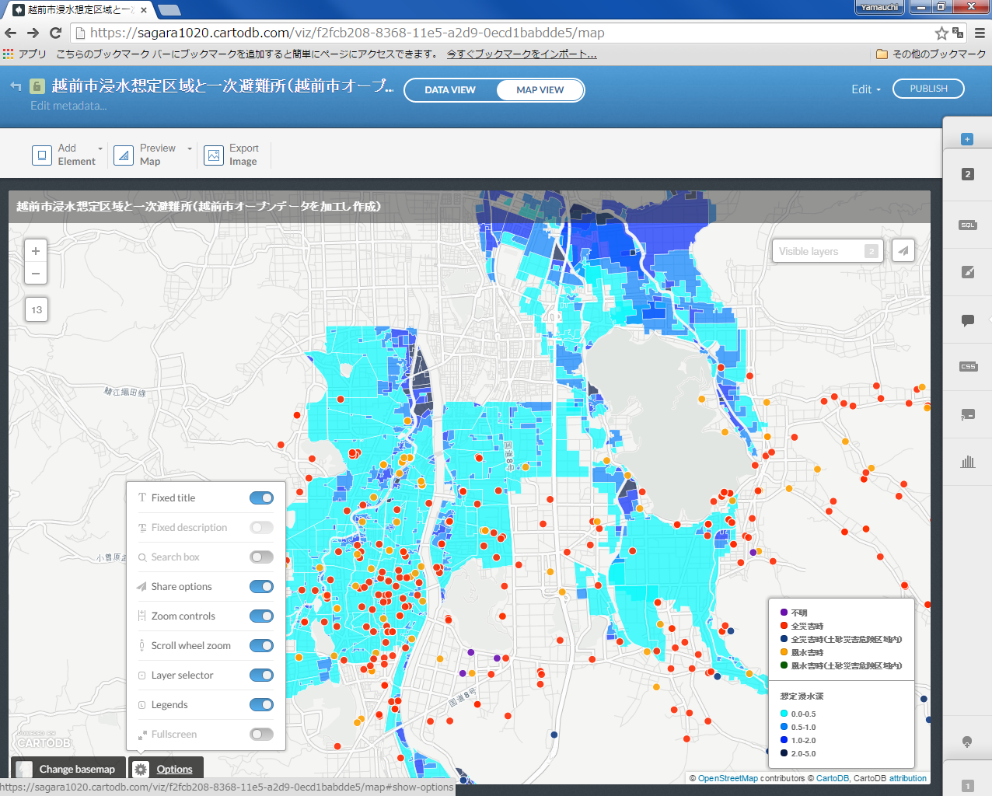 越前市浸水想定区域と一
Yamauchi
https://sagara1020.cartodb.com/viz/f2fcb208-8368-11e5-a2d9-0ecd1babdde5/map
アプリ こちらのブックマーク バーにブックマークを追加すると簡単にページにアクセスできます。 今すぐブックマークをインポート...
その他のブックマーク
越前市浸水想定区域と一次避難所(越前市オープ...
Edit metadata...
DATA VIEW
MAP VIEW
Edit
PUBLISH
Add Element
Preview Map
Export Image
越前市浸水想定区域と一次避難所(越前市オープンデータを加工し作成)
+
−
13
Visible layers 2
2
SQL
CSS
1
国道8号
Fixed title
Fixed description
Search box
Share options
Zoom controls
Scroll wheel zoom
Layer selector
Legends
Fullscreen
不明
全災害時
全災害時(土砂災害危険区域内)
風水害時
風水害時(土砂災害危険区域内)
想定浸水深
0.0-0.5
0.5-1.0
1.0-2.0
2.0-5.0
CARTODB
Change basemap
Options
© OpenStreetMap contributors © CartoDB, CartoDB attribution
https://sagara1020.cartodb.com/viz/f2fcb208-8368-11e5-a2d9-0ecd1babdde5/map#show-options